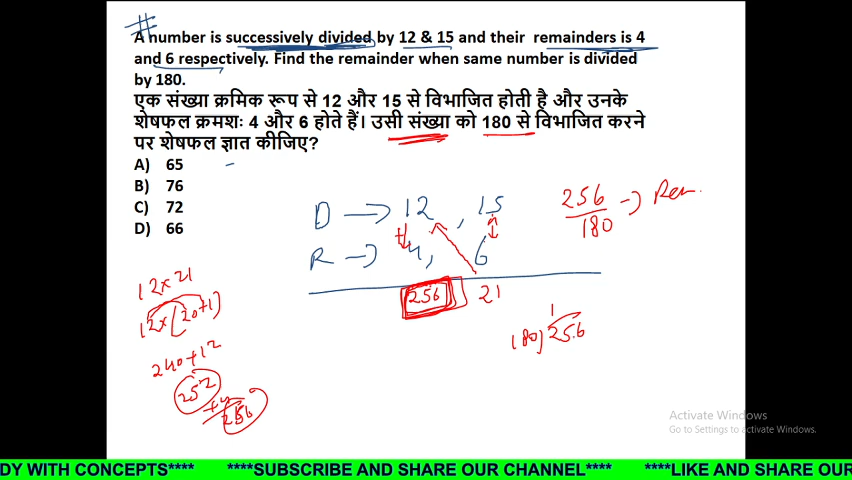 #
A number is successively divided by 12 & 15 and their remainders is 4
and 6 respectively. Find the remainder when same number is divided
by 180.
एक संख्या क्रमिक रूप से 12 और 15 से विभाजित होती है और उनके
शेषफल क्रमशः 4 और 6 होते हैं। उसी संख्या को 180 से विभाजित करने
पर शेषफल ज्ञात कीजिए?
A) 65
B) 76
C) 72
D) 66
D → 12, 15
R → 4, 6
256 21
256/180 → Rem.
12×21
12×(20+1)
240+12
252
+4
256
1
180)256
Activate Windows
Go to Settings to activate Windows.
DY WITH CONCEPTS**** ****SUBSCRIBE AND SHARE OUR CHANNEL**** ****LIKE AND SHARE OUR